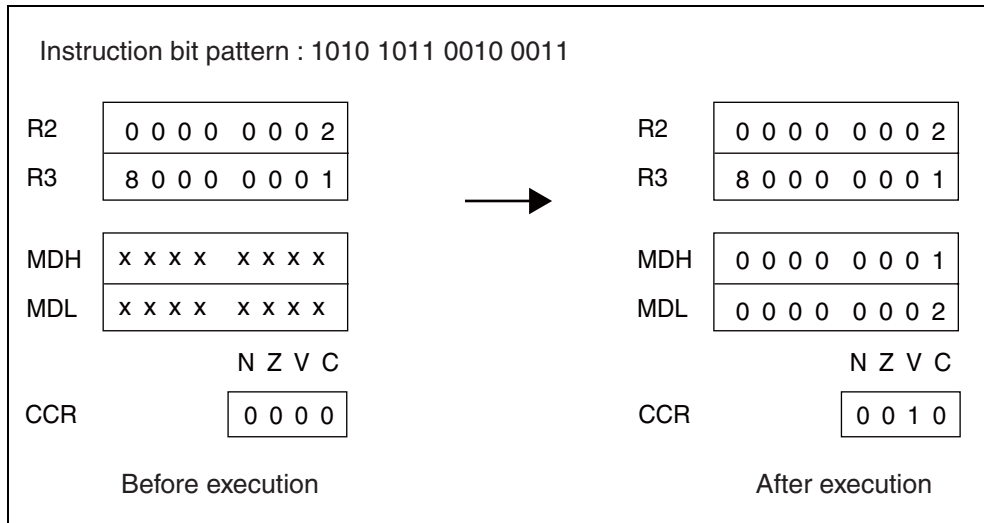 Instruction bit pattern : 1010 1011 0010 0011
R2 0 0 0 0 0 0 0 2 R2 0 0 0 0 0 0 0 2
R3 8 0 0 0 0 0 0 1 R3 8 0 0 0 0 0 0 1
MDH x x x x x x x x MDH 0 0 0 0 0 0 0 1
MDL x x x x x x x x MDL 0 0 0 0 0 0 0 2
N Z V C N Z V C
CCR 0 0 0 0 CCR 0 0 1 0
Before execution After execution